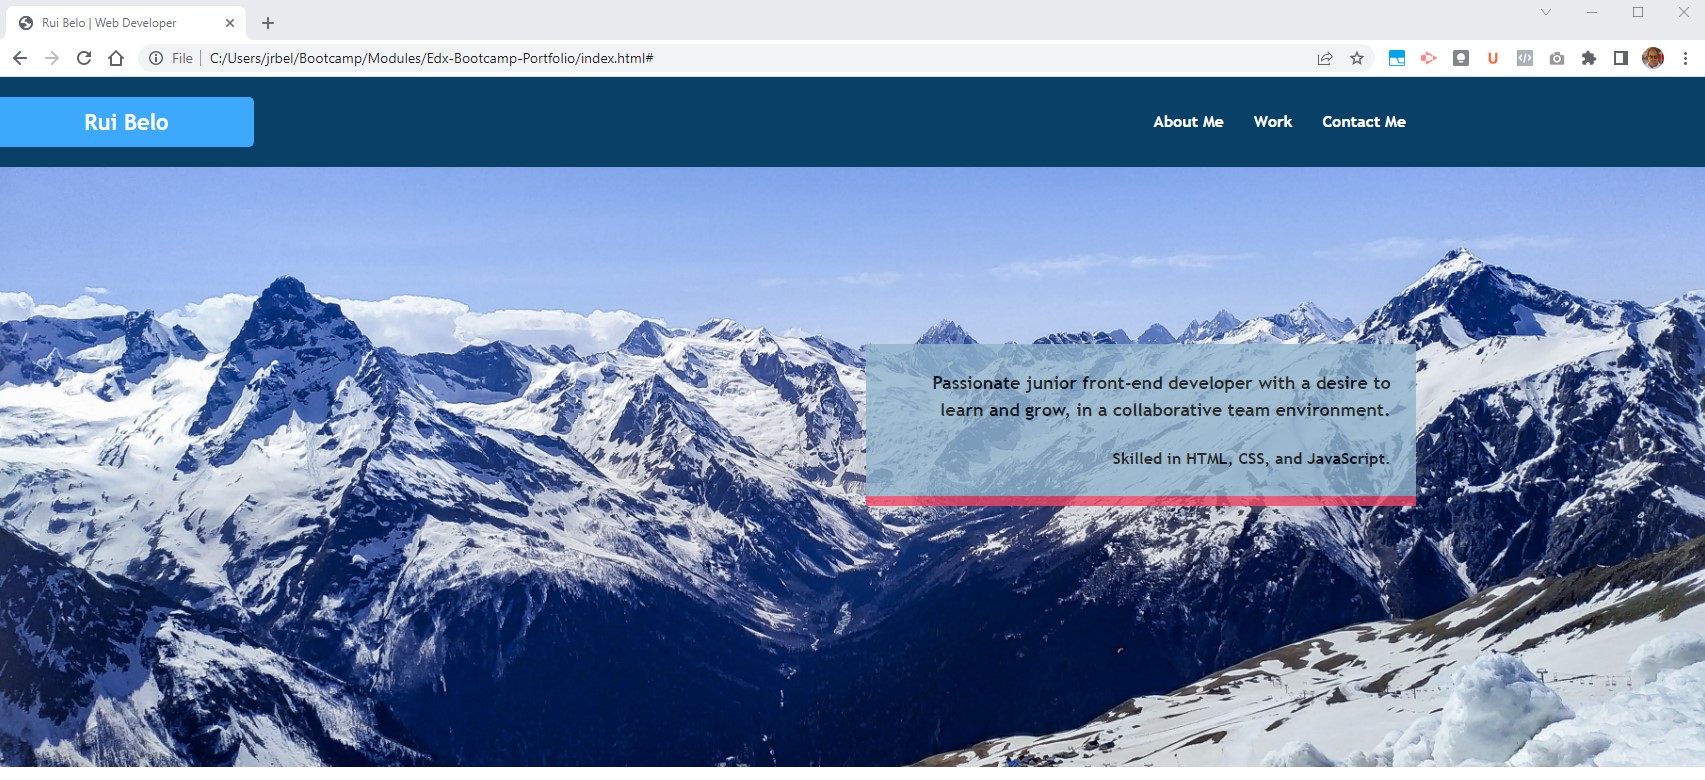 Rui Belo | Web Developer
File
C:/Users/jrbel/Bootcamp/Modules/Edx-Bootcamp-Portfolio/index.html#
U
Rui Belo
About Me
Work
Contact Me
Passionate junior front-end developer with a desire to
learn and grow, in a collaborative team environment.
Skilled in HTML, CSS, and JavaScript.